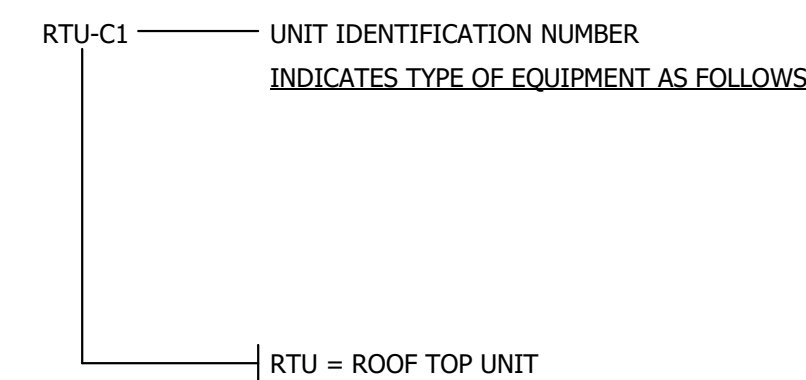 RTU-C1 UNIT IDENTIFICATION NUMBER
INDICATES TYPE OF EQUIPMENT AS FOLLOWS
RTU = ROOF TOP UNIT